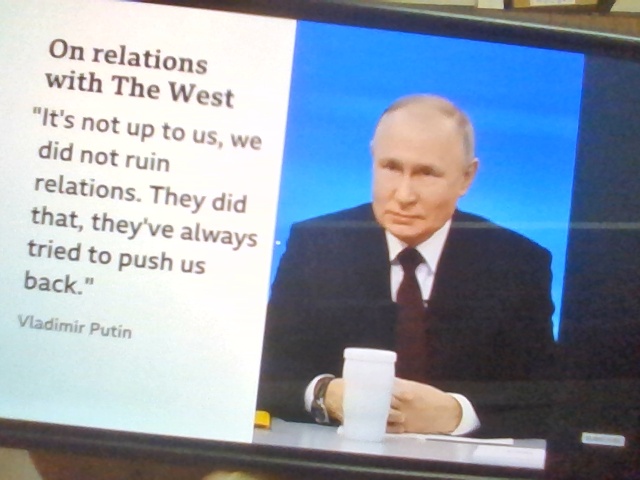 On relations
with The West
"It's not up to us, we
did not ruin
relations. They did
that, they've always
tried to push us
back."
Vladimir Putin